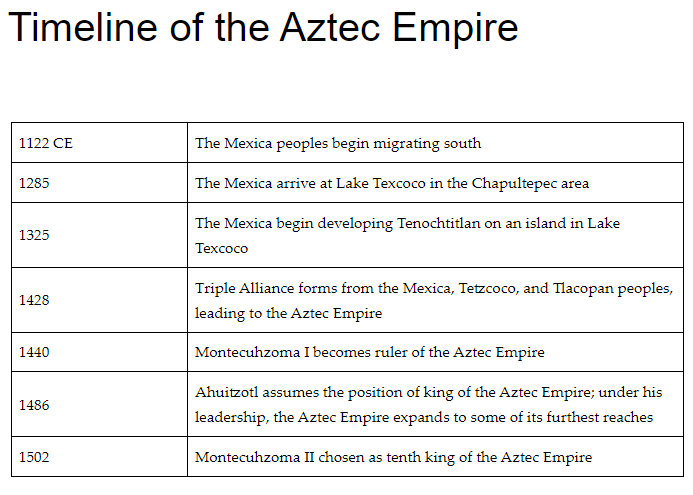 Timeline of the Aztec Empire
1122 CE
The Mexica peoples begin migrating south
1285
The Mexica arrive at Lake Texcoco in the Chapultepec area
1325
The Mexica begin developing Tenochtitlan on an island in Lake
Texcoco
1428
Triple Alliance forms from the Mexica, Tetzcoco, and Tlacopan peoples,
leading to the Aztec Empire
1440
Montecuhzoma I becomes ruler of the Aztec Empire
1486
Ahuitzotl assumes the position of king of the Aztec Empire; under his
leadership, the Aztec Empire expands to some of its furthest reaches
1502
Montecuhzoma II chosen as tenth king of the Aztec Empire